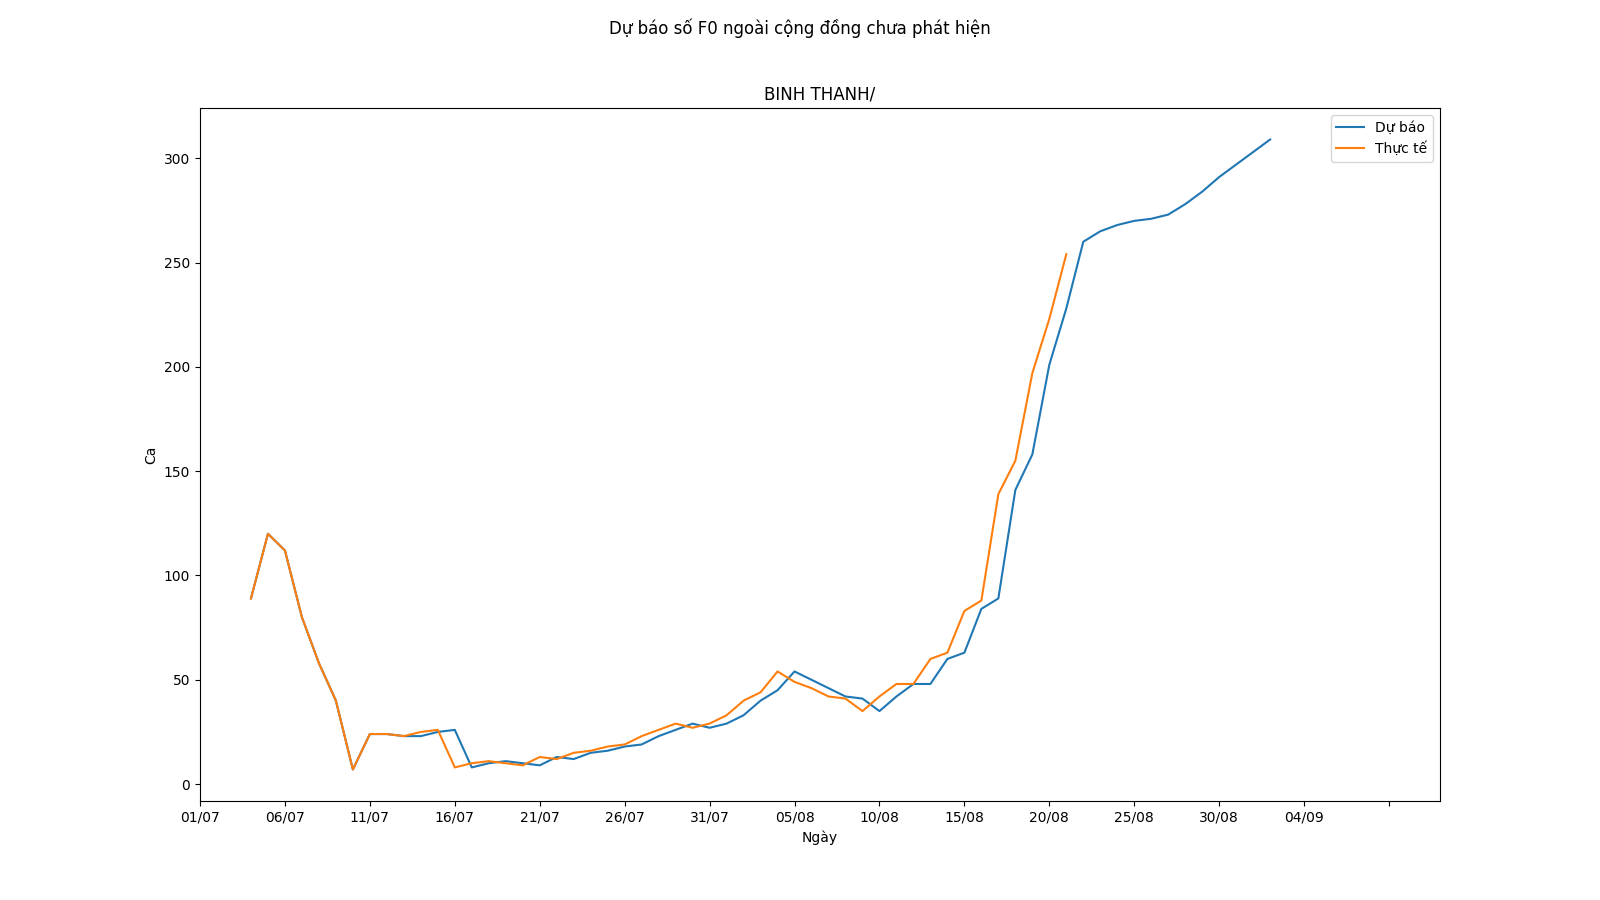 Dự báo số F0 ngoài cộng đồng chưa phát hiện
BINH THANH/
Dự báo
Thực tế
300
250
200
150
100
50
0
Ca
01/07 06/07 11/07 16/07 21/07 26/07 31/07 05/08 10/08 15/08 20/08 25/08 30/08 04/09
Ngày